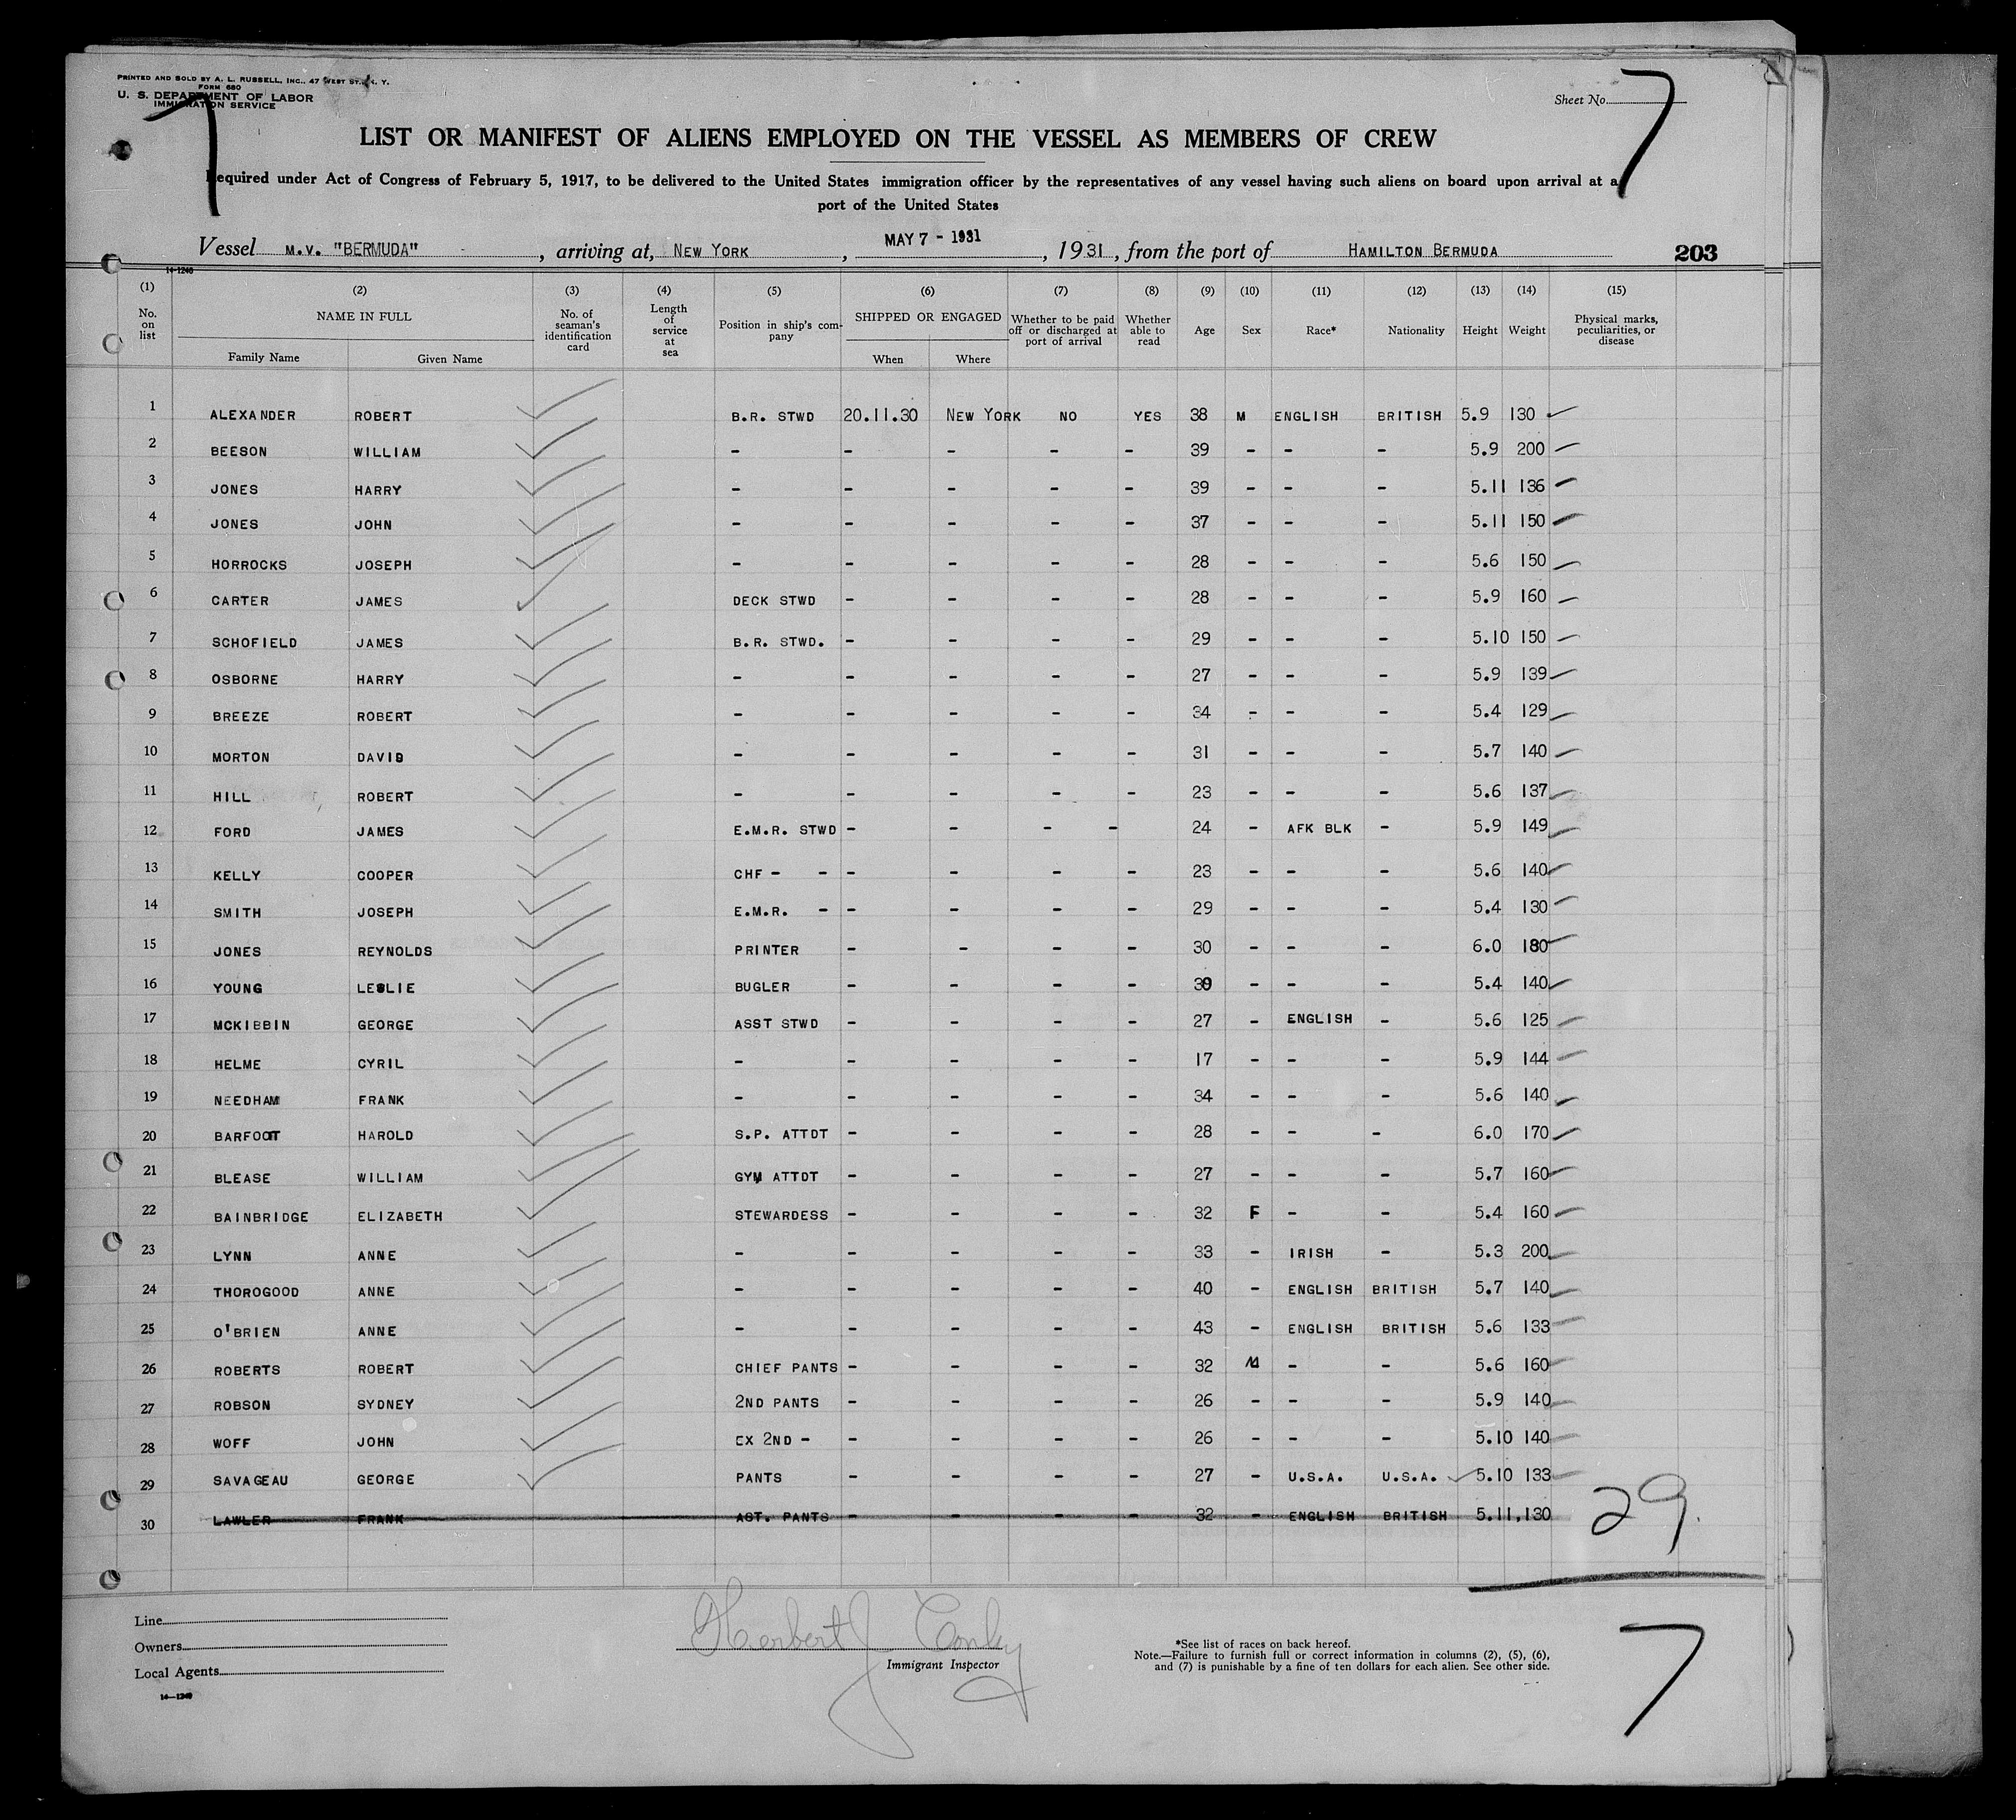 PRINTED AND SOLD BY A. L. RUSSELL, INC., 47 WEST ST., N. Y.
FORM 680
U. S. DEPARTMENT OF LABOR
IMMIGRATION SERVICE
7
Sheet No. 7
LIST OR MANIFEST OF ALIENS EMPLOYED ON THE VESSEL AS MEMBERS OF CREW
Required under Act of Congress of February 5, 1917, to be delivered to the United States immigration officer by the representatives of any vessel having such aliens on board upon arrival at a
port of the United States
Vessel M.V. "BERMUDA", arriving at, NEW YORK, MAY 7 - 1931, 1931, from the port of HAMILTON BERMUDA 203
14-1240
(1) (2) (3) (4) (5) (6) (7) (8) (9) (10) (11) (12) (13) (14) (15)
No. on list NAME IN FULL Family Name Given Name No. of seaman's identification card Length of service at sea Position in ship's company SHIPPED OR ENGAGED When Where Whether to be paid off or discharged at port of arrival Whether able to read Age Sex Race* Nationality Height Weight Physical marks, peculiarities, or disease
1 ALEXANDER ROBERT B.R. STWD 20.11.30 NEW YORK NO YES 38 M ENGLISH BRITISH 5.9 130
2 BEESON WILLIAM - - - - - 39 - - - 5.9 200
3 JONES HARRY - - - - - 39 - - - 5.11 136
4 JONES JOHN - - - - - 37 - - - 5.11 150
5 HORROCKS JOSEPH - - - - - 28 - - - 5.6 150
6 CARTER JAMES DECK STWD - - - - 28 - - - 5.9 160
7 SCHOFIELD JAMES B.R. STWD. - - - - 29 - - - 5.10 150
8 OSBORNE HARRY - - - - - 27 - - - 5.9 139
9 BREEZE ROBERT - - - - - 34 - - - 5.4 129
10 MORTON DAVID - - - - - 31 - - - 5.7 140
11 HILL ROBERT - - - - - 23 - - - 5.6 137
12 FORD JAMES E.M.R. STWD - - - - 24 - AFK BLK - 5.9 149
13 KELLY COOPER CHF - - - - - - 23 - - - 5.6 140
14 SMITH JOSEPH E.M.R. - - - - - 29 - - - 5.4 130
15 JONES REYNOLDS PRINTER - - - - 30 - - - 6.0 180
16 YOUNG LESLIE BUGLER - - - - 30 - - - 5.4 140
17 MCKIBBIN GEORGE ASST STWD - - - - 27 - ENGLISH - 5.6 125
18 HELME CYRIL - - - - - 17 - - - 5.9 144
19 NEEDHAM FRANK - - - - - 34 - - - 5.6 140
20 BARFOOT HAROLD S.P. ATTDT - - - - 28 - - - 6.0 170
21 BLEASE WILLIAM GYM ATTDT - - - - 27 - - - 5.7 160
22 BAINBRIDGE ELIZABETH STEWARDESS - - - - 32 F - - 5.4 160
23 LYNN ANNE - - - - - 33 - IRISH - 5.3 200
24 THOROGOOD ANNE - - - - - 40 - ENGLISH BRITISH 5.7 140
25 O'BRIEN ANNE - - - - - 43 - ENGLISH BRITISH 5.6 133
26 ROBERTS ROBERT CHIEF PANTS - - - - 32 M - - 5.6 160
27 ROBSON SYDNEY 2ND PANTS - - - - 26 - - - 5.9 140
28 WOFF JOHN EX 2ND - - - - - 26 - - - 5.10 140
29 SAVAGEAU GEORGE PANTS - - - - 27 - U.S.A. U.S.A. 5.10 133
30 LAWLER FRANK AST. PANTS - - - - 32 - ENGLISH BRITISH 5.11,130
29.
Line
Owners
Local Agents
14-1240
Herbert J Conley
Immigrant Inspector
*See list of races on back hereof.
Note.—Failure to furnish full or correct information in columns (2), (5), (6),
and (7) is punishable by a fine of ten dollars for each alien. See other side.
7